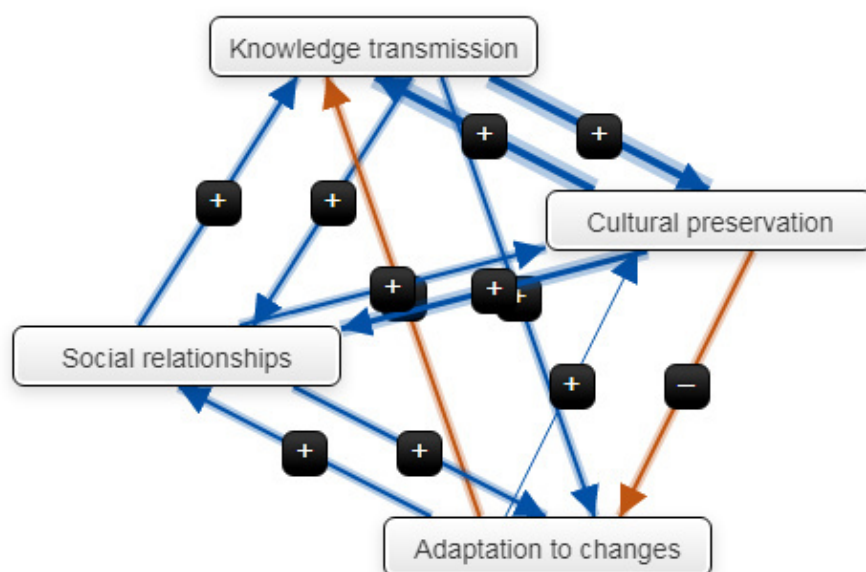 Knowledge transmission
+
+
+
+
Cultural preservation
+
+
+
Social relationships
+
–
+
+
Adaptation to changes